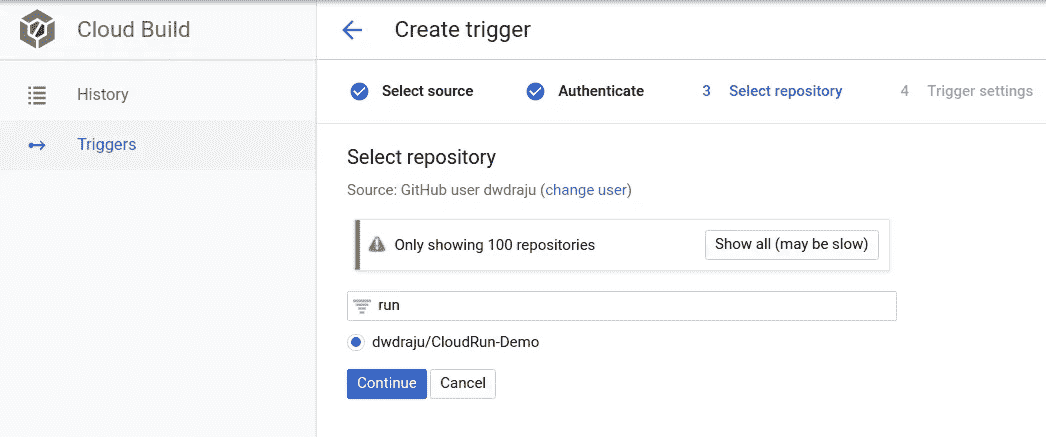 Cloud Build
Create trigger
History
Triggers
Select source
Authenticate
3 Select repository
4 Trigger settings
Select repository
Source: GitHub user dwdraju (change user)
Only showing 100 repositories
Show all (may be slow)
run
dwdraju/CloudRun-Demo
Continue
Cancel